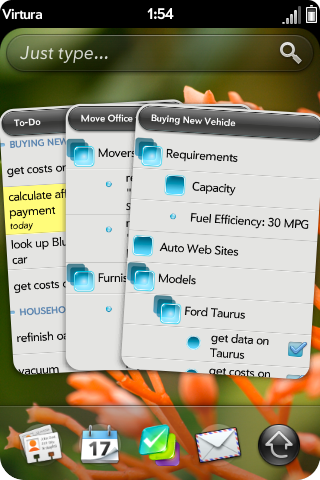 Virtura 1:54
Just type...
To-Do
BUYING NEW
get costs on
calculate aff
payment
today
look up Blu
car
get costs o
HOUSEHO
refinish oa
vacuum
Move Office
Movers
Furnis
Buying New Vehicle
Requirements
Capacity
Fuel Efficiency: 30 MPG
Auto Web Sites
Models
Ford Taurus
get data on
Taurus
get costs on
17